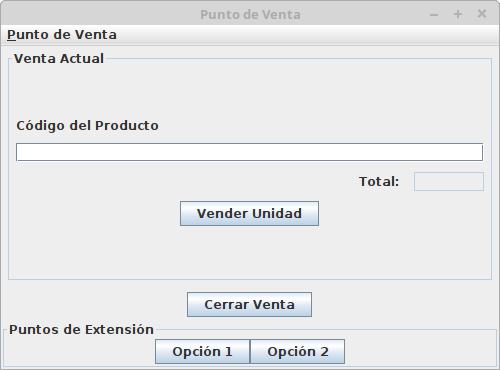 Punto de Venta
Punto de Venta
Venta Actual
Código del Producto
Total:
Vender Unidad
Cerrar Venta
Puntos de Extensión
Opción 1 Opción 2